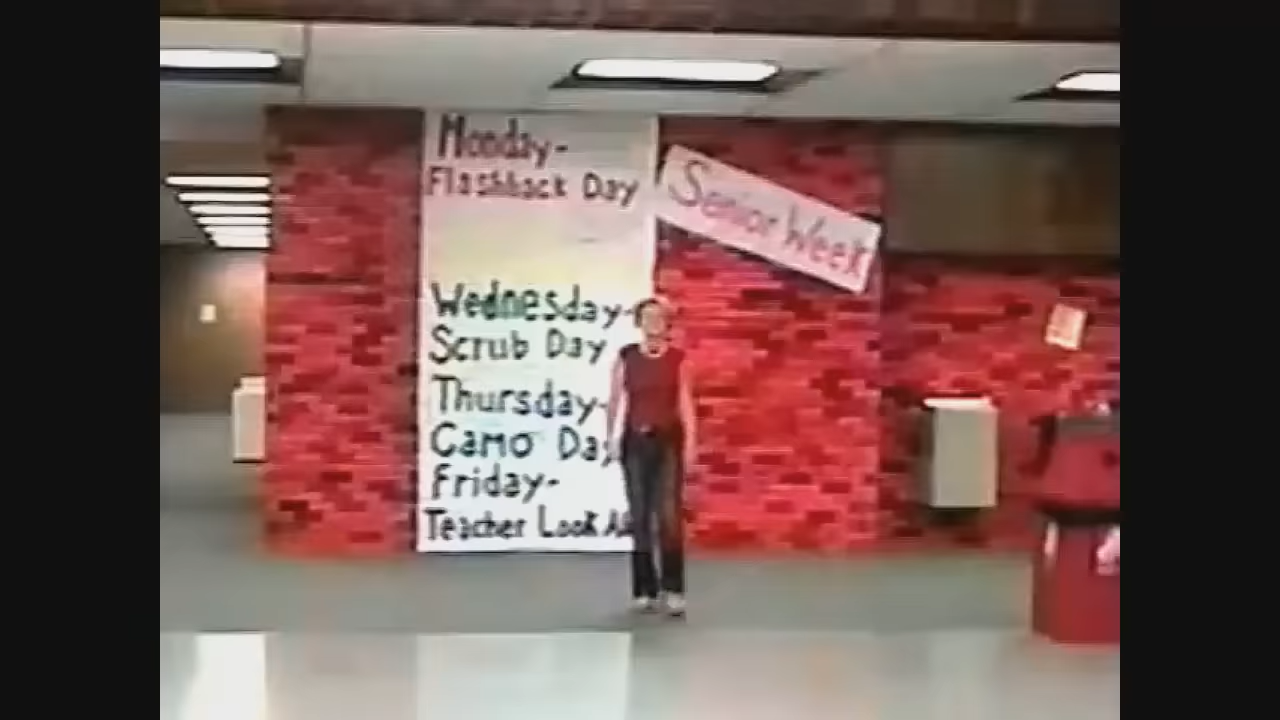 Monday-
Flashback Day
Senior Week
Wednesday-
Scrub Day
Thursday-
Camo Day
Friday-
Teacher Look